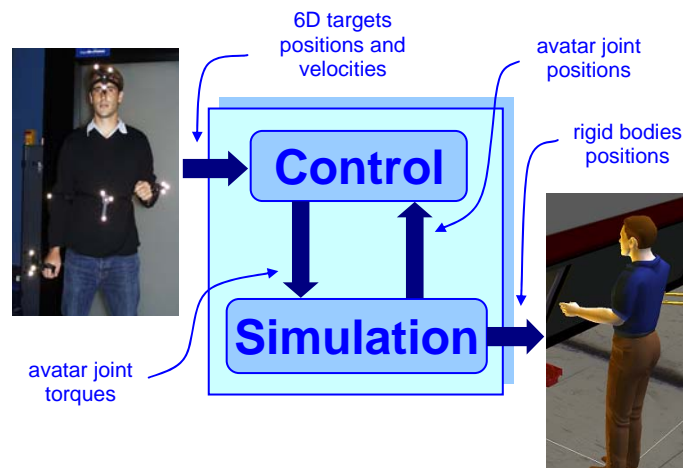 6D targets
positions and
velocities
avatar joint
positions
rigid bodies
positions
Control
Simulation
avatar joint
torques